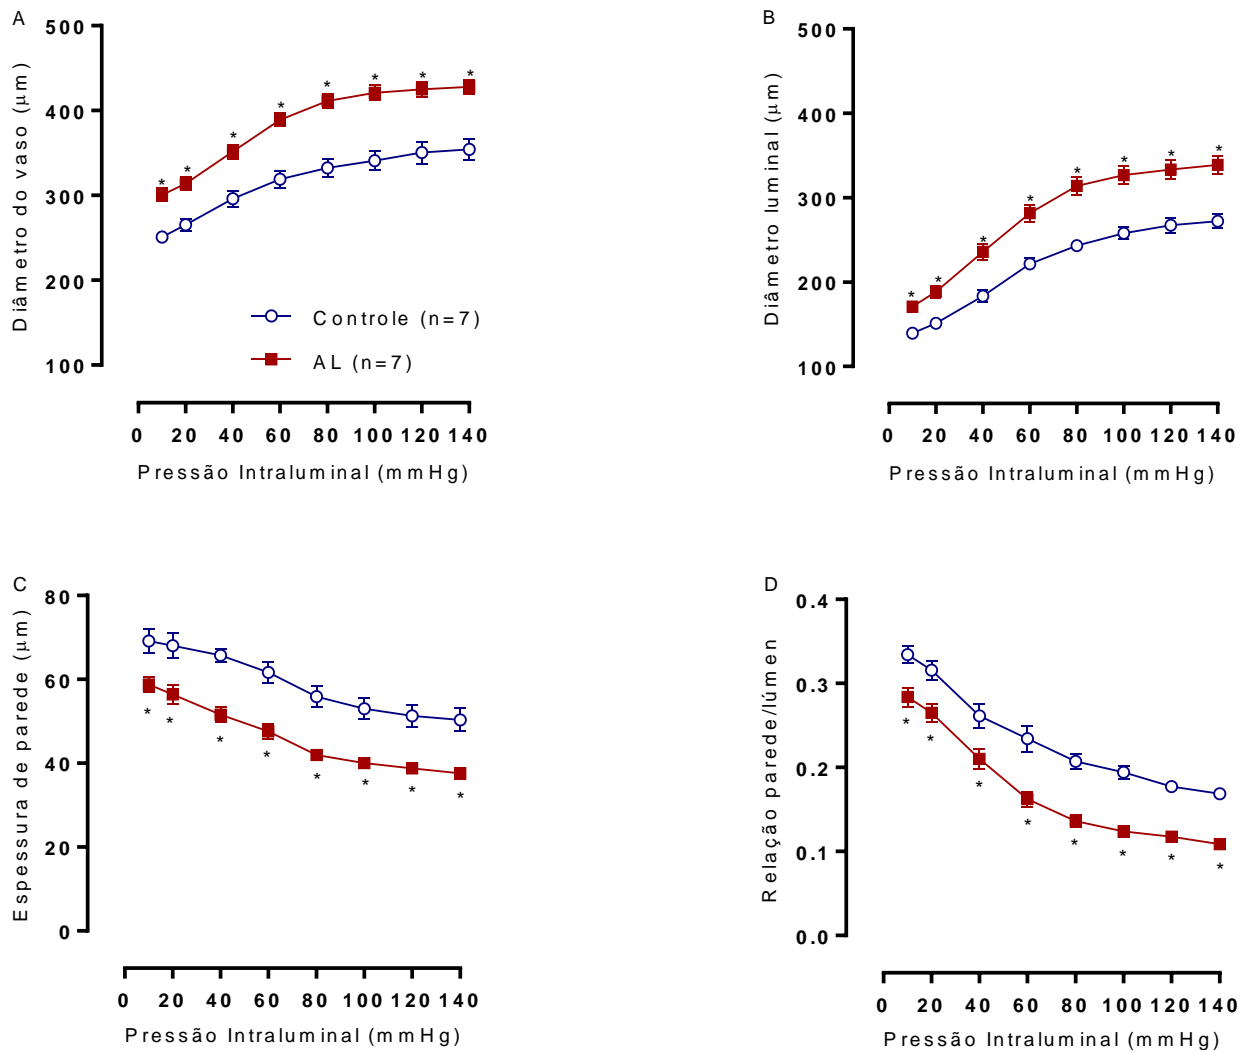 A
Diâmetro do vaso (μm)
500
400
300
200
100
* * * * * * * *
Controle (n=7)
AL (n=7)
0 20 40 60 80 100 120 140
Pressão Intraluminal (mmHg)
B
Diâmetro luminal (μm)
500
400
300
200
100
* * * * * * * *
0 20 40 60 80 100 120 140
Pressão Intraluminal (mmHg)
C
Espessura de parede (μm)
80
60
40
20
0
* * * * * * * *
0 20 40 60 80 100 120 140
Pressão Intraluminal (mmHg)
D
Relação parede/lúmen
0.4
0.3
0.2
0.1
0.0
* * * * * * * *
0 20 40 60 80 100 120 140
Pressão Intraluminal (mmHg)